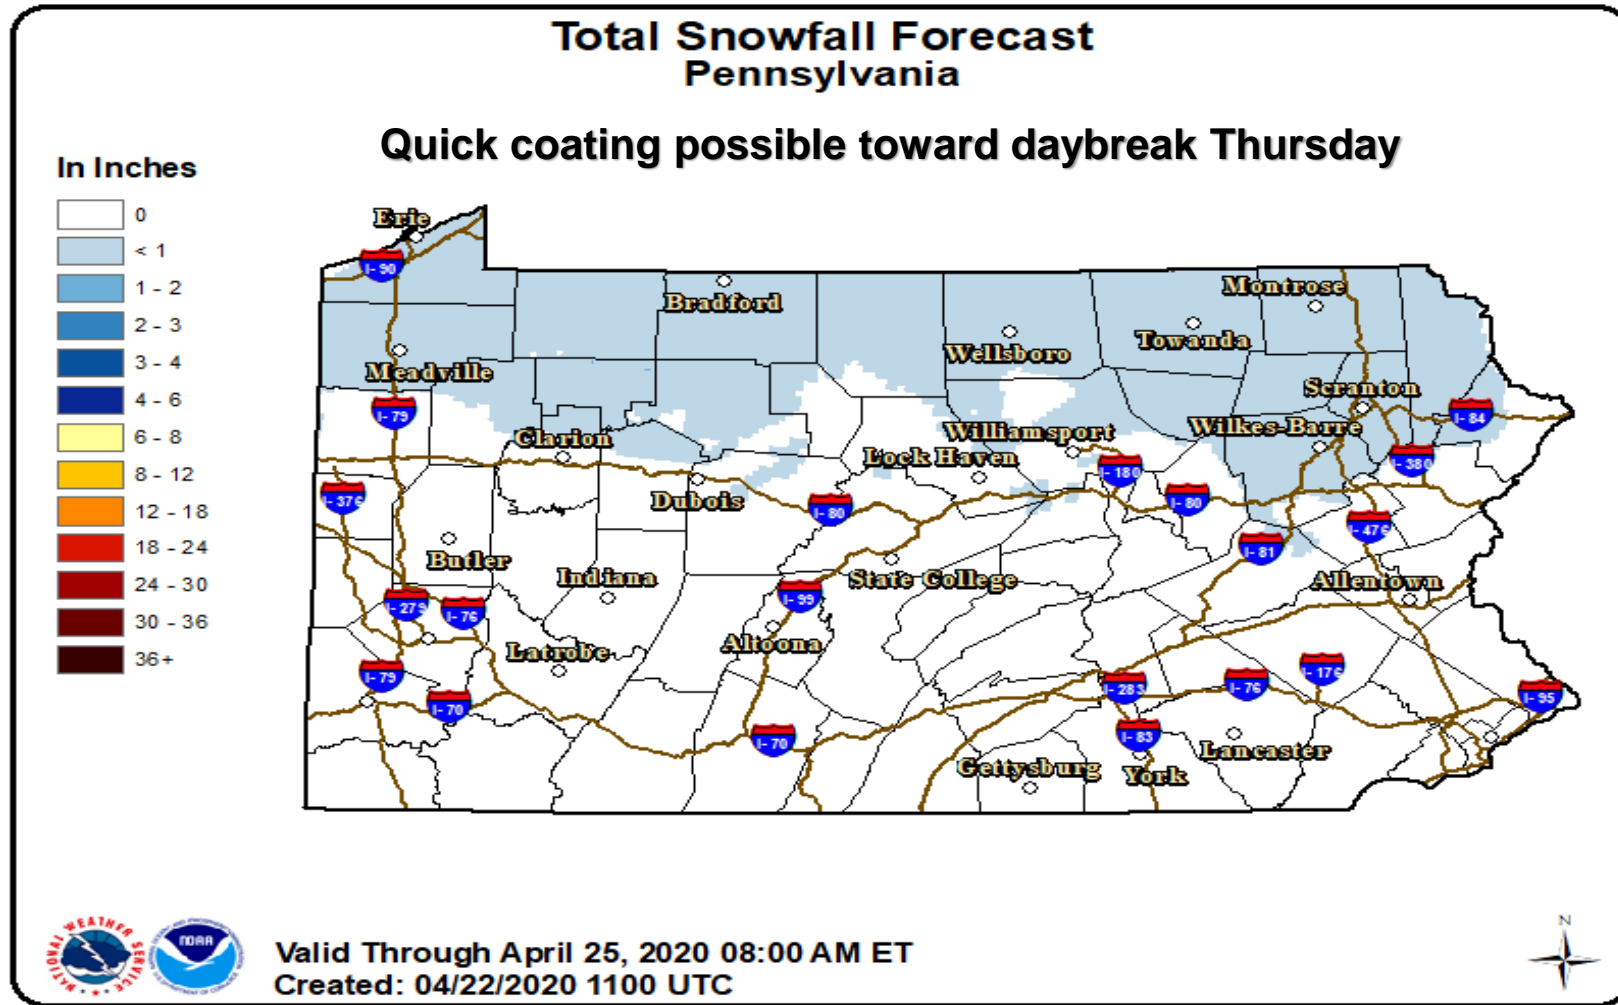 Total Snowfall Forecast
Pennsylvania
Quick coating possible toward daybreak Thursday
In Inches
0
< 1
1 - 2
2 - 3
3 - 4
4 - 6
6 - 8
8 - 12
12 - 18
18 - 24
24 - 30
30 - 36
36+
Erie
I-90
Bradford
Montrose
Wellsboro
Towanda
Meadville
Scranton
I-79
I-84
Clarion
Williamsport
Wilkes-Barre
Lock Haven
I-180
I-380
I-376
Dubois
I-80
I-80
I-476
Butler
I-81
Indiana
State College
Allentown
I-279
I-76
I-99
Latrobe
Altoona
I-79
I-283
I-76
I-176
I-95
I-70
I-70
I-83
Lancaster
Gettysburg
York
NATIONAL WEATHER SERVICE
NOAA
Valid Through April 25, 2020 08:00 AM ET
Created: 04/22/2020 1100 UTC
N